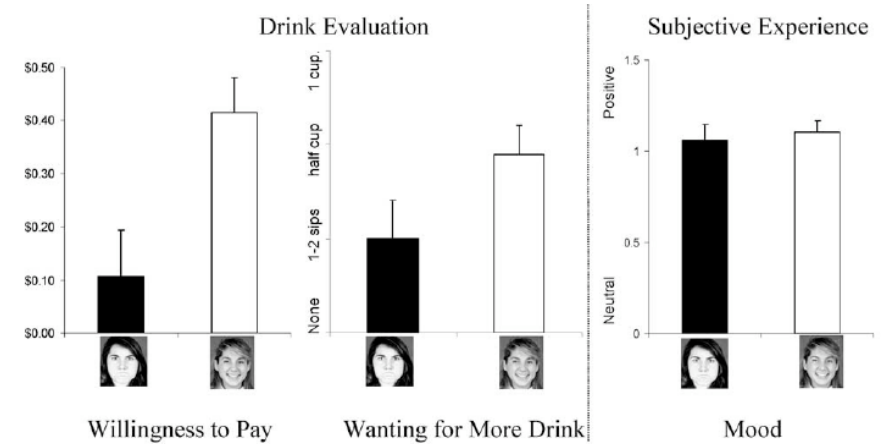 Drink Evaluation
Subjective Experience
$0.50
$0.40
$0.30
$0.20
$0.10
$0.00
1 cup.
half cup
1-2 sips
None
1.5
1
0.5
0
Positive
Neutral
Willingness to Pay
Wanting for More Drink
Mood